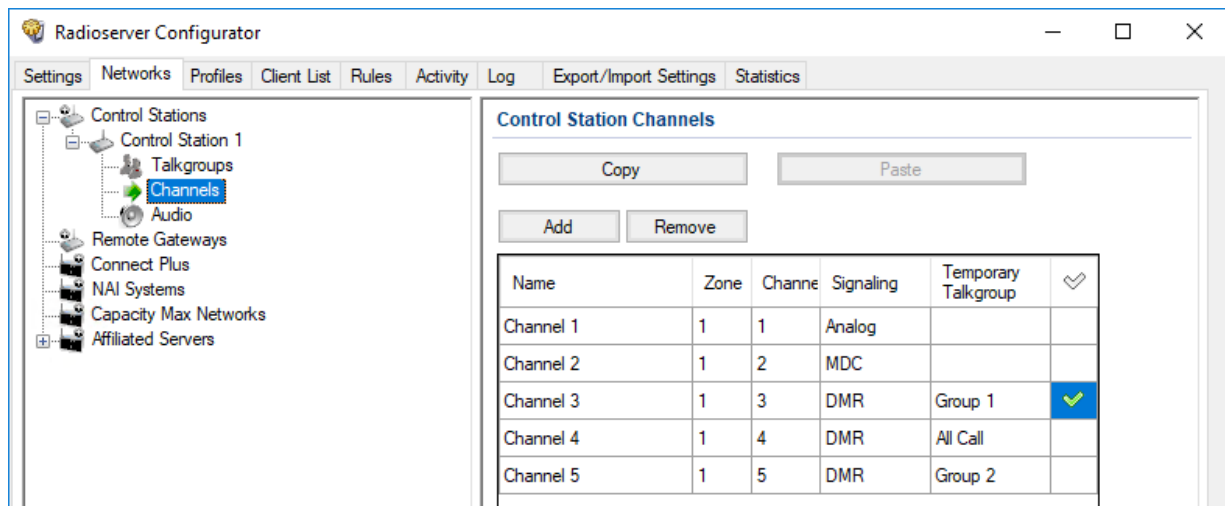 Radioserver Configurator
Settings Networks Profiles Client List Rules Activity Log Export/Import Settings Statistics
Control Stations
Control Station 1
Talkgroups
Channels
Audio
Remote Gateways
Connect Plus
NAI Systems
Capacity Max Networks
Affiliated Servers
Control Station Channels
Copy Paste
Add Remove
Name Zone Channe Signaling Temporary Talkgroup
Channel 1 1 1 Analog
Channel 2 1 2 MDC
Channel 3 1 3 DMR Group 1
Channel 4 1 4 DMR All Call
Channel 5 1 5 DMR Group 2